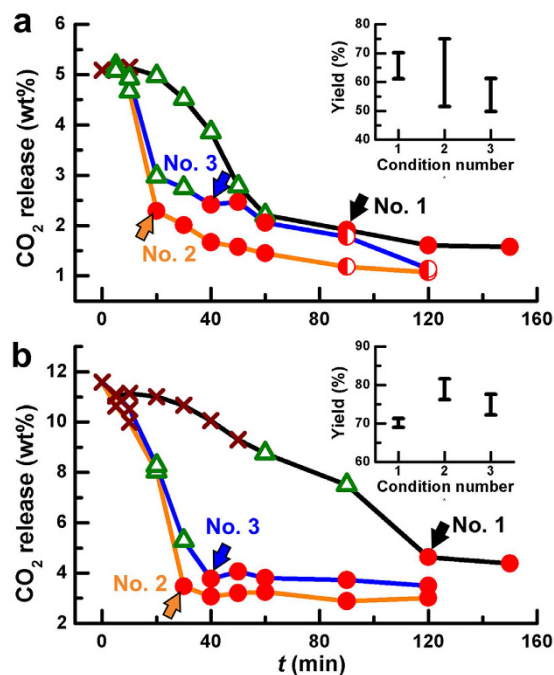 a
CO₂ release (wt%)
6
5
4
3
2
1
0 40 80 120 160
No. 3
No. 2
No. 1
Yield (%)
80
70
60
50
40
1 2 3
Condition number
b
CO₂ release (wt%)
12
10
8
6
4
2
0 40 80 120 160
t (min)
No. 3
No. 2
No. 1
Yield (%)
90
80
70
60
1 2 3
Condition number